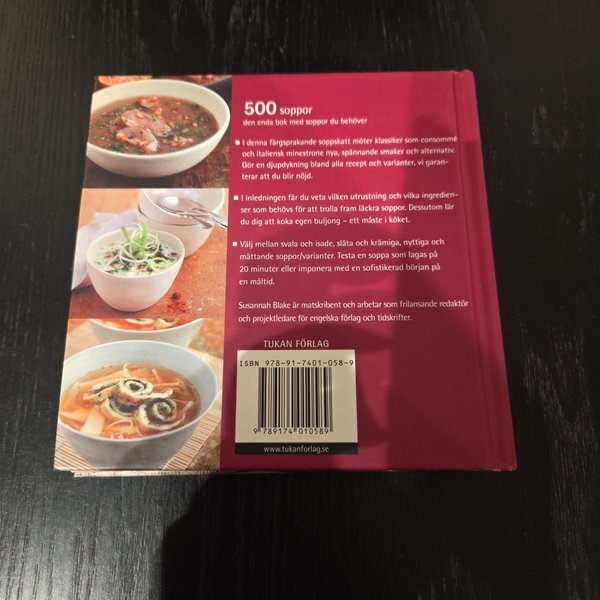 500 soppor
den enda bok med soppor du behöver
I denna färgsprakande soppskatt möter klassiker som consommé
och italiensk minestrone nya, spännande smaker och alternativ.
Gör en djupdykning bland alla recept och varianter, vi garan-
terar att du blir nöjd.
I inledningen får du veta vilken utrustning och vilka ingredien-
ser som behövs för att trolla fram läckra soppor. Dessutom lär
du dig att koka egen buljong – ett måste i köket.
Välj mellan svala och isade, släta och krämiga, nyttiga och
mättande soppor/varianter. Testa en soppa som lagas på
20 minuter eller imponera med en sofistikerad början på
en måltid.
Susannah Blake är matskribent och arbetar som frilansande redaktör
och projektledare för engelska förlag och tidskrifter.
TUKAN FÖRLAG
ISBN 978-91-7401-058-9
9 789174 010589
www.tukanforlag.se